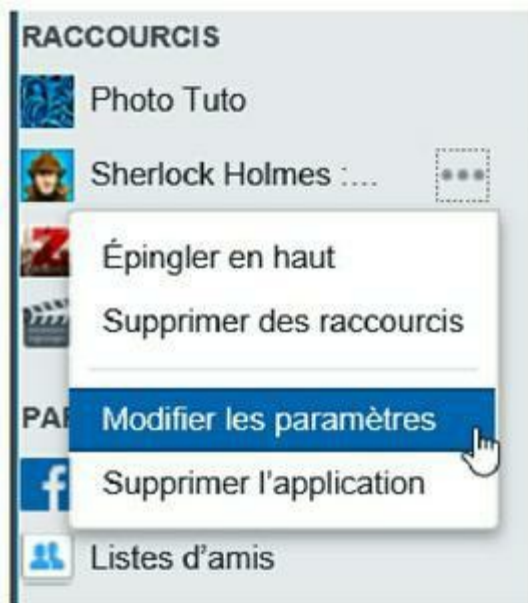 RACCOURCIS
Photo Tuto
Sherlock Holmes :...
Épingler en haut
Supprimer des raccourcis
Modifier les paramètres
Supprimer l'application
Listes d'amis